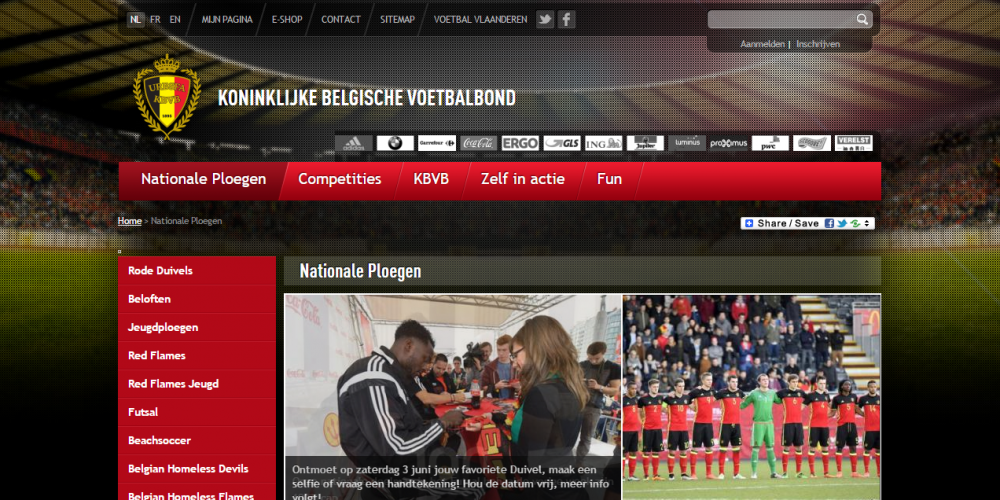 NL FR EN MIJN PAGINA E-SHOP CONTACT SITEMAP VOETBAL VLAANDEREN
Aanmelden | Inschrijven
URBSFA
KBVB
1895
KONINKLIJKE BELGISCHE VOETBALBOND
adidas BMW Carrefour Coca-Cola ERGO GLS ING Jupiler luminus proximus pwc VERELST
Nationale Ploegen Competities KBVB Zelf in actie Fun
Home > Nationale Ploegen
Share / Save
Rode Duivels
Beloften
Jeugdploegen
Red Flames
Red Flames Jeugd
Futsal
Beachsoccer
Belgian Homeless Devils
Belgian Homeless Flames
Nationale Ploegen
Ontmoet op zaterdag 3 juni jouw favoriete Duivel, maak een
selfie of vraag een handtekening! Hou de datum vrij, meer info
volgt!